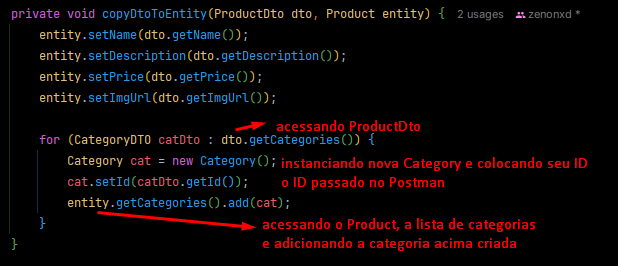 private void copyDtoToEntity(ProductDto dto, Product entity) { 2 usages zenonxd *
entity.setName(dto.getName());
entity.setDescription(dto.getDescription());
entity.setPrice(dto.getPrice());
entity.setImgUrl(dto.getImgUrl());
acessando ProductDto
for (CategoryDTO catDto : dto.getCategories()) {
Category cat = new Category(); instanciando nova Category e colocando seu ID
cat.setId(catDto.getId()); o ID passado no Postman
entity.getCategories().add(cat);
} acessando o Product, a lista de categorias
} e adicionando a categoria acima criada